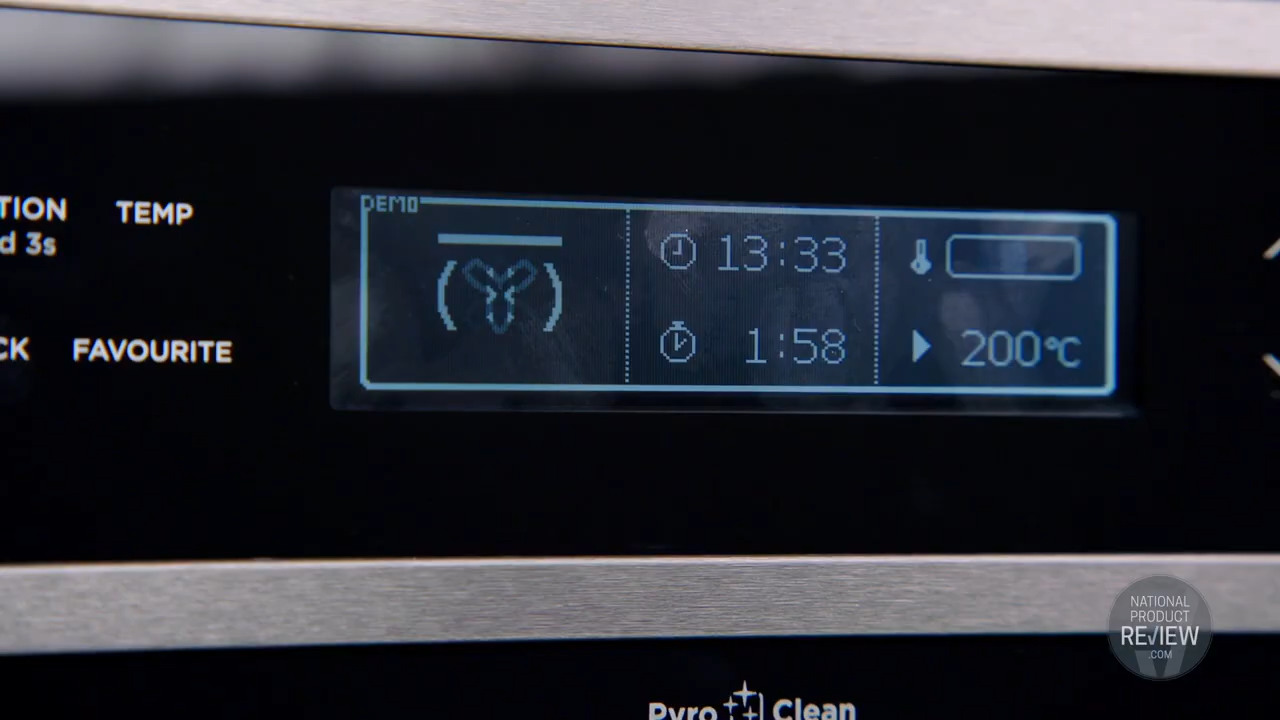 TION TEMP
d 3s
CK FAVOURITE
DEMO
13:33
1:58
200°C
Pyro Clean
NATIONAL
PRODUCT
REVIEW
.COM